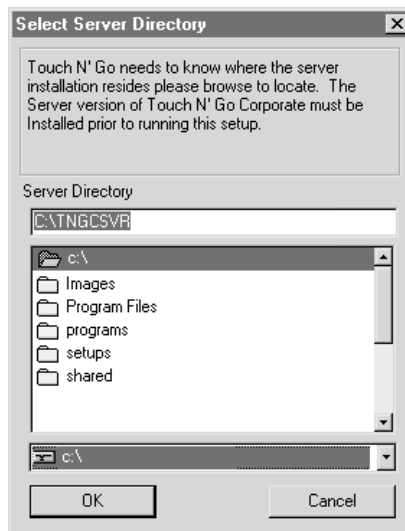 Select Server Directory
Touch N' Go needs to know where the server
installation resides please browse to locate. The
Server version of Touch N' Go Corporate must be
Installed prior to running this setup.
Server Directory
C:\TNGCSVR
c:\
Images
Program Files
programs
setups
shared
c:\
OK
Cancel